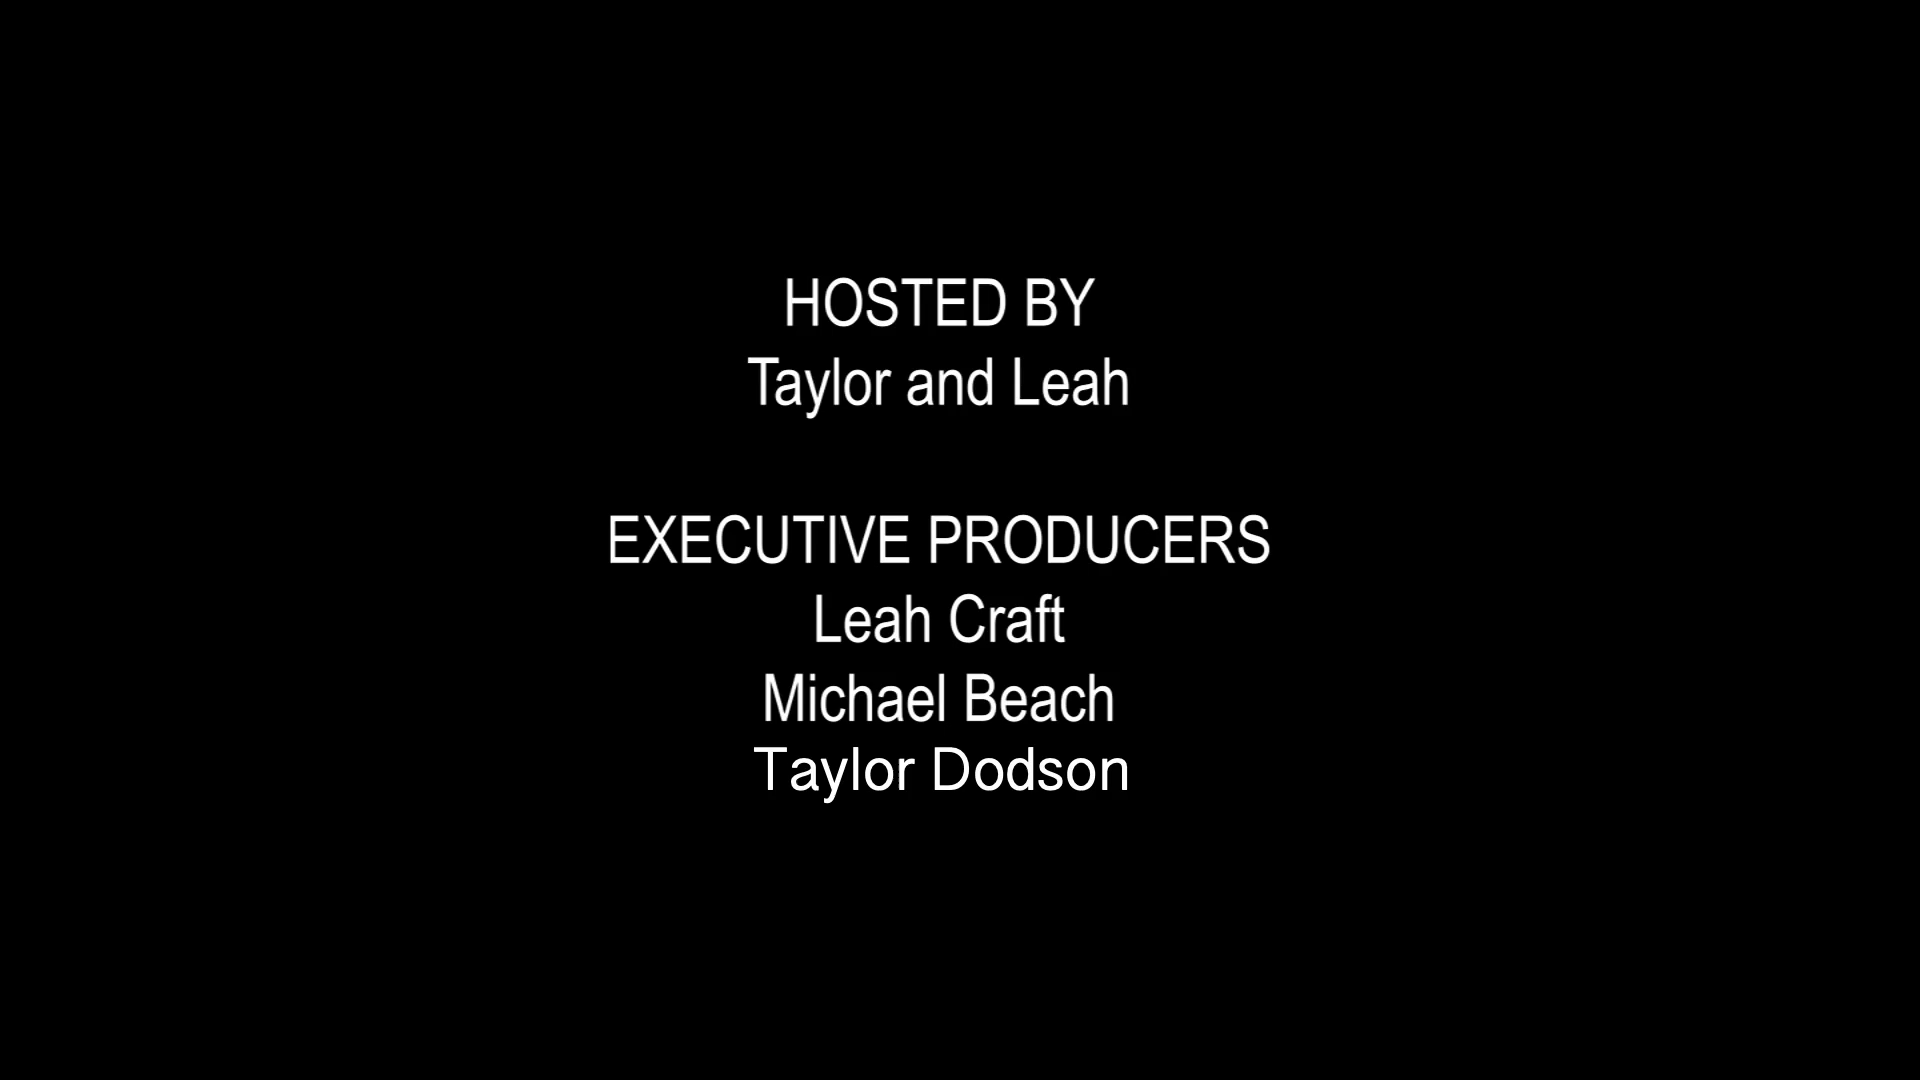 HOSTED BY
Taylor and Leah
EXECUTIVE PRODUCERS
Leah Craft
Michael Beach
Taylor Dodson